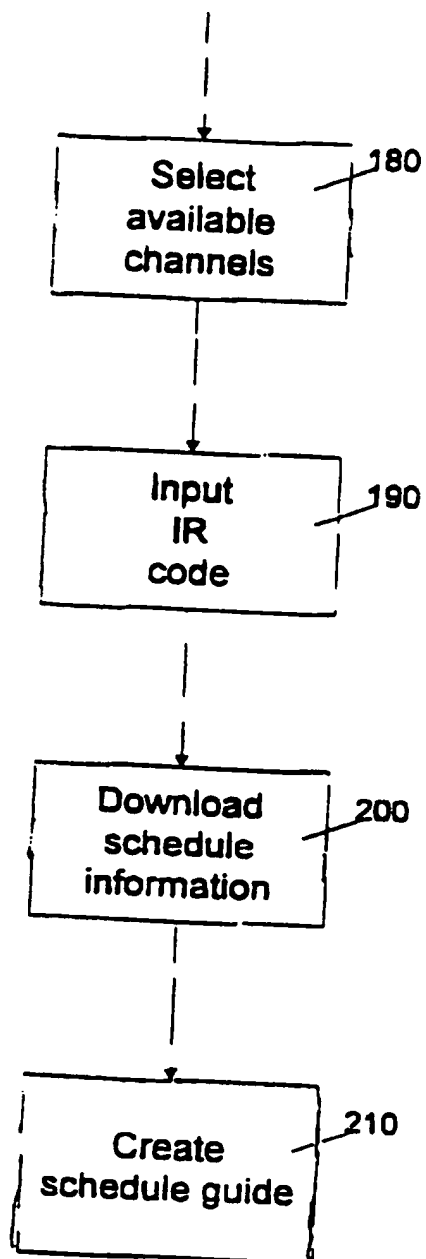 180
Select
available
channels
190
Input
IR
code
200
Download
schedule
information
210
Create
schedule guide